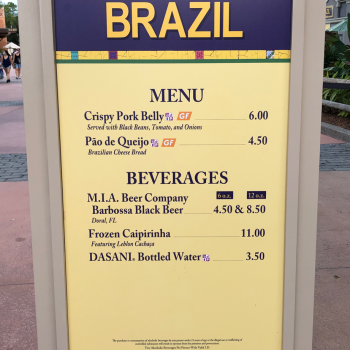 BRAZIL
MENU
Crispy Pork Belly GF 6.00
Served with Black Beans, Tomato, and Onions
Pão de Queijo GF 4.50
Brazilian Cheese Bread
BEVERAGES
M.I.A. Beer Company 6 o.z. 12 o.z.
Barbossa Black Beer 4.50 & 8.50
Doral, FL
Frozen Caipirinha 11.00
Featuring Leblon Cachaça
DASANI® Bottled Water 3.50